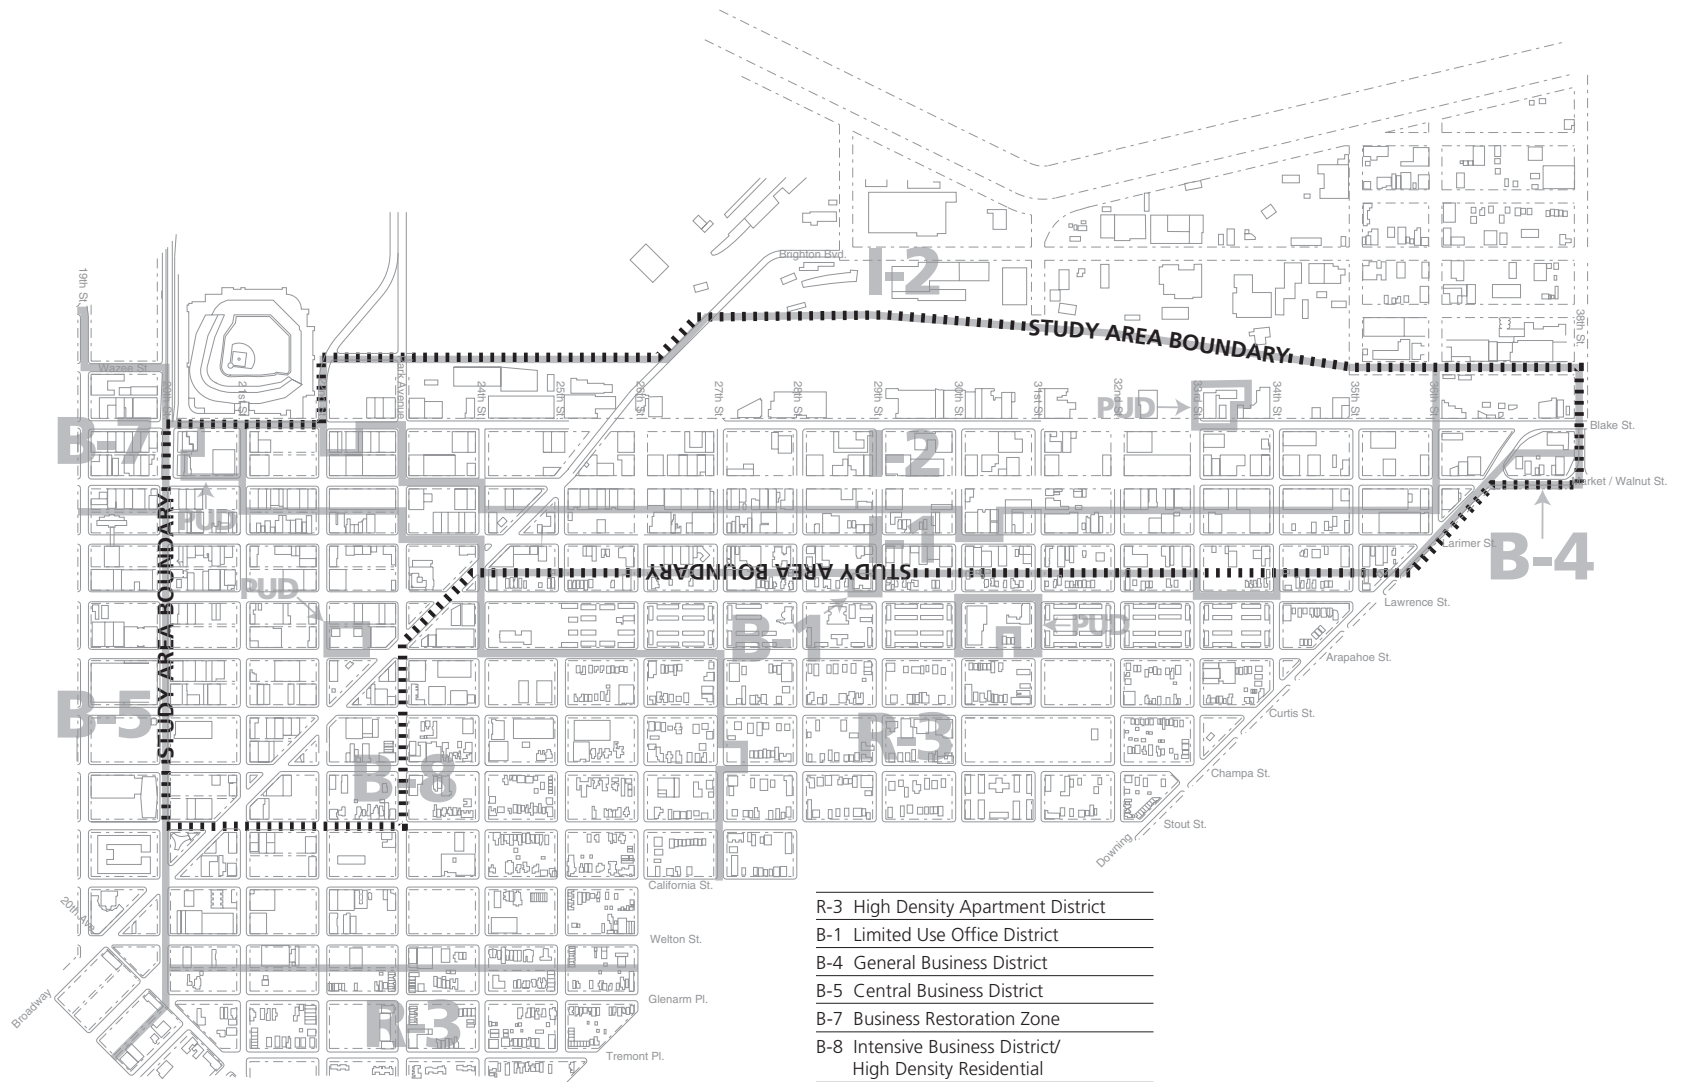 Brighton Blvd.
I-2
19th St.
STUDY AREA BOUNDARY
38th St.
Wazee St.
20th St.
21st St.
Park Avenue
24th St
25th St
26th St
27th St
28th St
29th St
30th St
31st St
32nd St
33rd St
34th St
35th St
36th St
PUD
Blake St.
B-7
I-2
Market / Walnut St.
PUD
I-1
Larimer St.
B-4
STUDY AREA BOUNDARY
STUDY AREA BOUNDARY
PUD
Lawrence St.
B-1
PUD
Arapahoe St.
B-5
R-3
Curtis St.
B-8
Champa St.
Stout St.
Downing
California St.
20th Ave.
Welton St.
Broadway
Glenarm Pl.
R-3
Tremont Pl.
R-3 High Density Apartment District
B-1 Limited Use Office District
B-4 General Business District
B-5 Central Business District
B-7 Business Restoration Zone
B-8 Intensive Business District/
High Density Residential